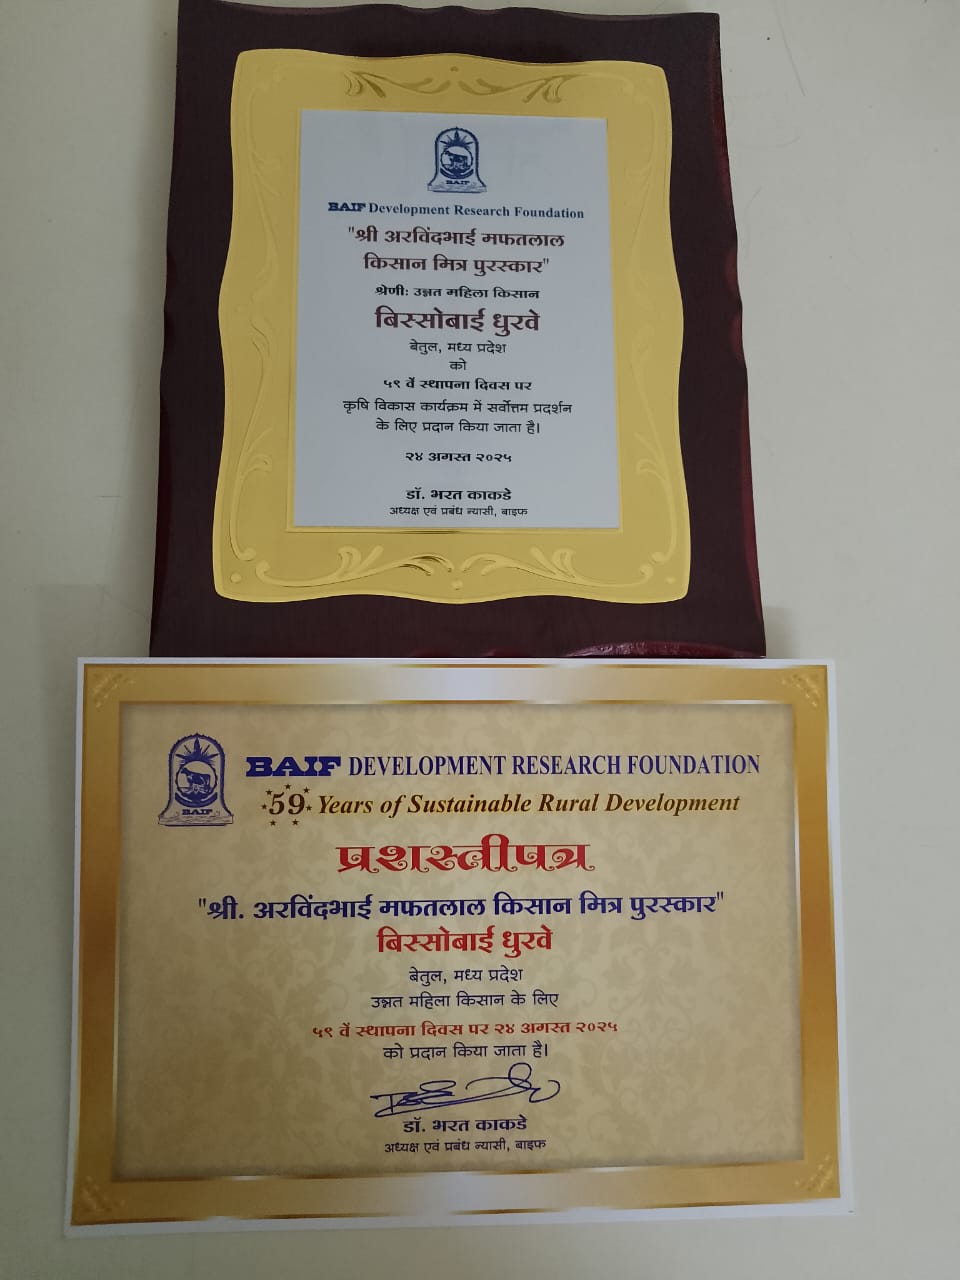 BAIF
BAIF Development Research Foundation
"श्री अरविंदभाई मफतलाल
किसान मित्र पुरस्कार"
श्रेणी: उन्नत महिला किसान
बिस्सोबाई धुरवे
बेतुल, मध्य प्रदेश
को
५९ वें स्थापना दिवस पर
कृषि विकास कार्यक्रम में सर्वोत्तम प्रदर्शन
के लिए प्रदान किया जाता है।
२४ अगस्त २०२५
डॉ. भरत काकडे
अध्यक्ष एवं प्रबंध न्यासी, बाइफ
BAIF
BAIF DEVELOPMENT RESEARCH FOUNDATION
59 Years of Sustainable Rural Development
प्रशस्तीपत्र
"श्री. अरविंदभाई मफतलाल किसान मित्र पुरस्कार"
बिस्सोबाई धुरवे
बेतुल, मध्य प्रदेश
उन्नत महिला किसान के लिए
५९ वें स्थापना दिवस पर २४ अगस्त २०२५
को प्रदान किया जाता है।
डॉ. भरत काकडे
अध्यक्ष एवं प्रबंध न्यासी, बाइफ